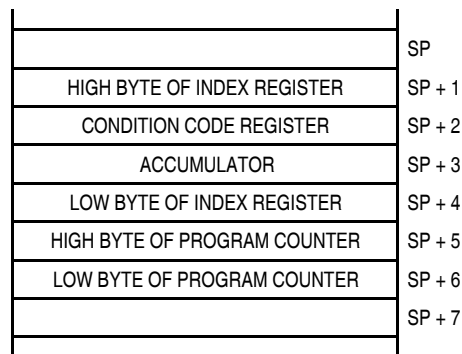 SP
HIGH BYTE OF INDEX REGISTER SP + 1
CONDITION CODE REGISTER SP + 2
ACCUMULATOR SP + 3
LOW BYTE OF INDEX REGISTER SP + 4
HIGH BYTE OF PROGRAM COUNTER SP + 5
LOW BYTE OF PROGRAM COUNTER SP + 6
SP + 7